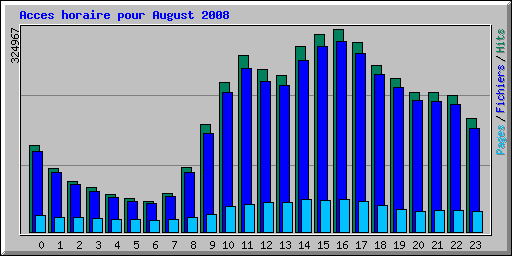 Acces horaire pour August 2008
324967
Pages / Fichiers / Hits
0 1 2 3 4 5 6 7 8 9 10 11 12 13 14 15 16 17 18 19 20 21 22 23